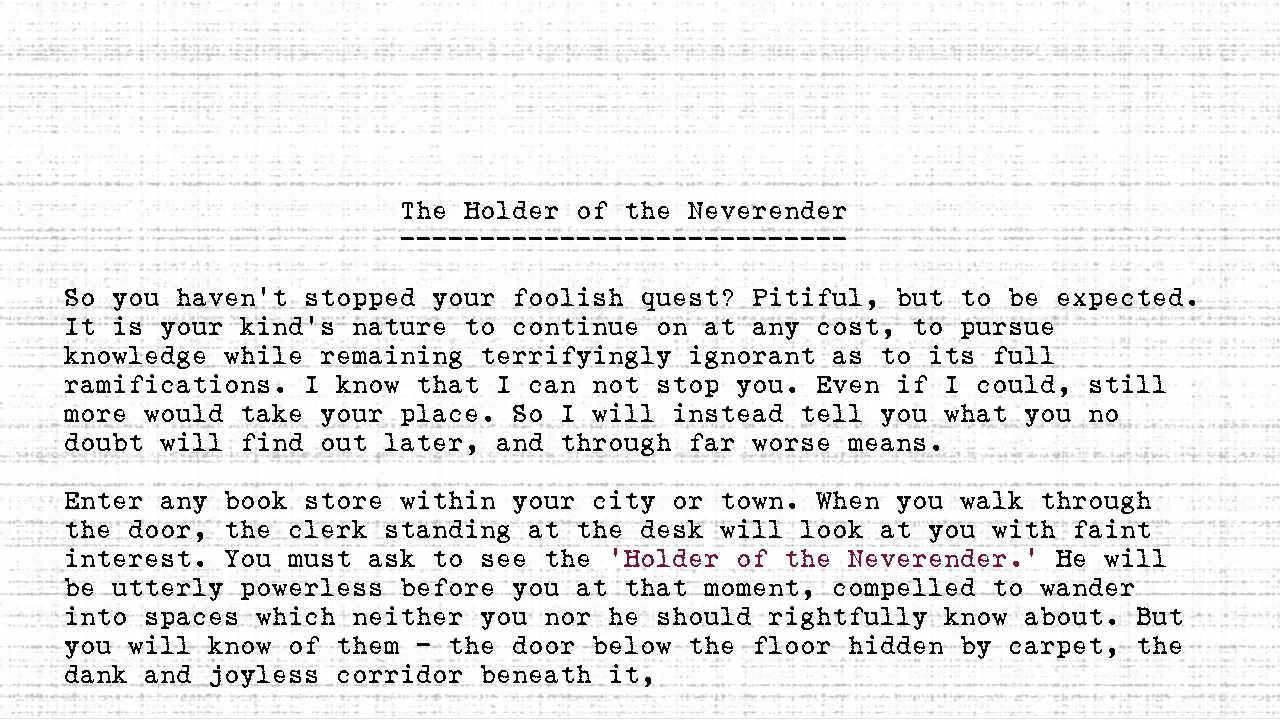 The Holder of the Neverender
----------------------------
So you haven't stopped your foolish quest? Pitiful, but to be expected.
It is your kind's nature to continue on at any cost, to pursue
knowledge while remaining terrifyingly ignorant as to its full
ramifications. I know that I can not stop you. Even if I could, still
more would take your place. So I will instead tell you what you no
doubt will find out later, and through far worse means.
Enter any book store within your city or town. When you walk through
the door, the clerk standing at the desk will look at you with faint
interest. You must ask to see the 'Holder of the Neverender.' He will
be utterly powerless before you at that moment, compelled to wander
into spaces which neither you nor he should rightfully know about. But
you will know of them - the door below the floor hidden by carpet, the
dank and joyless corridor beneath it,